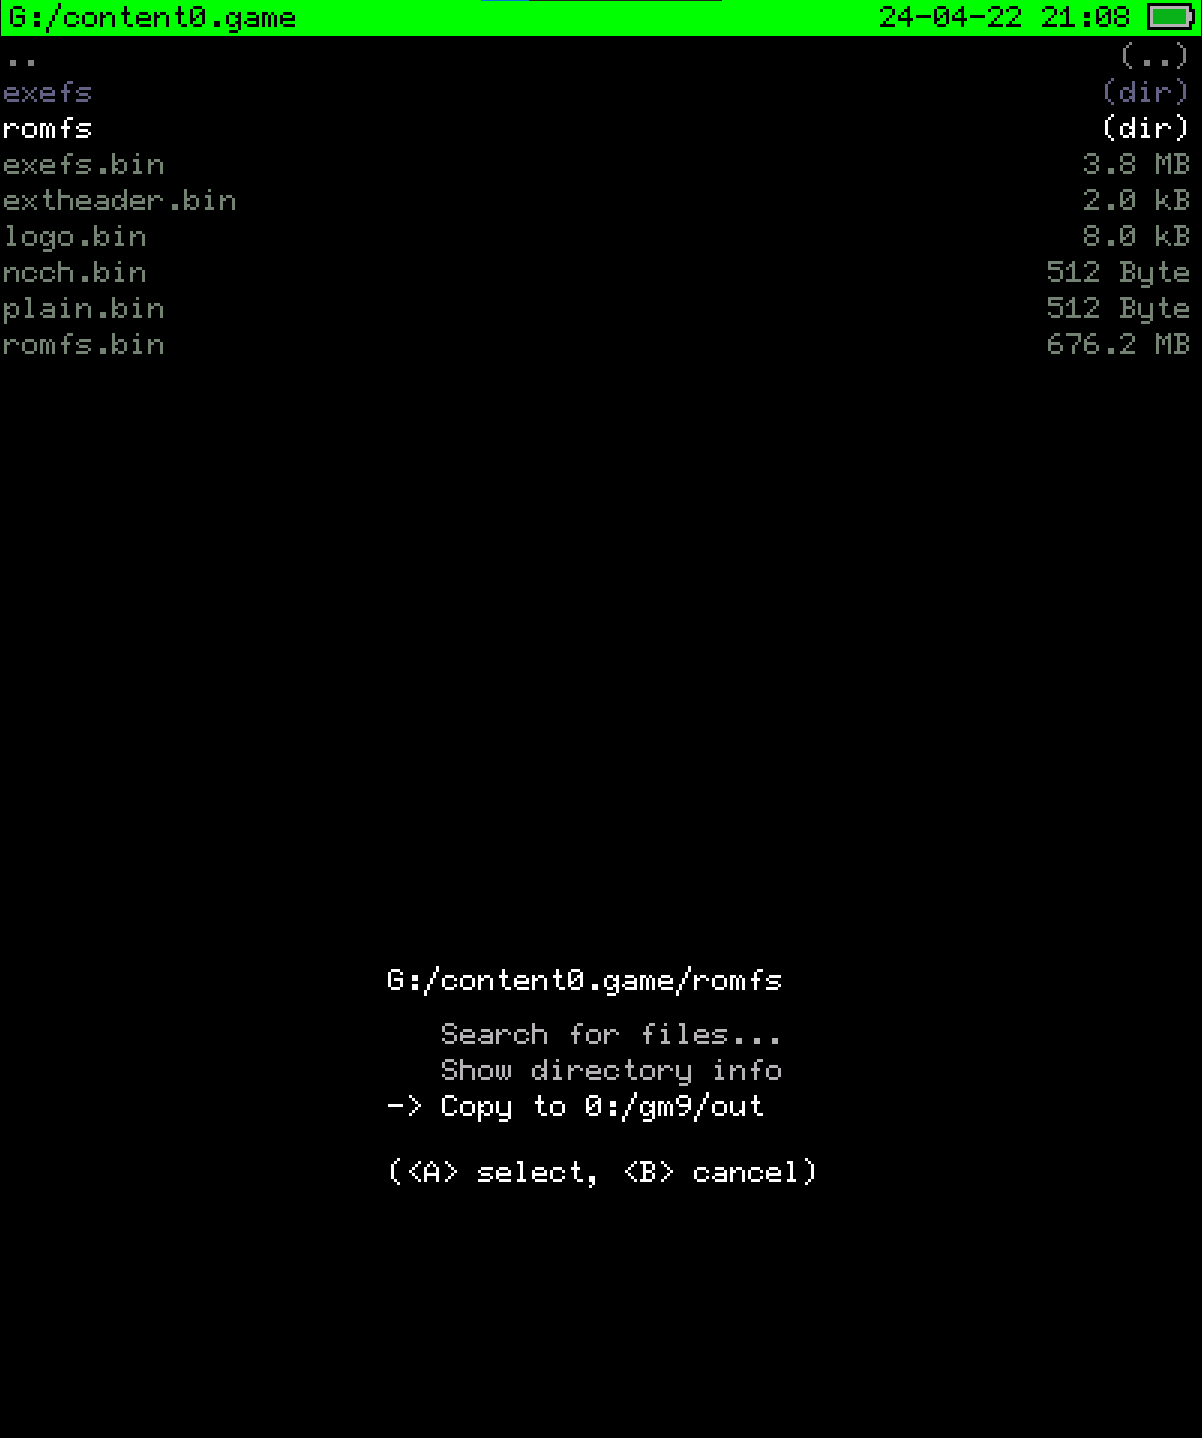 G:/content0.game 24-04-22 21:08
.. (..)
exefs (dir)
romfs (dir)
exefs.bin 3.8 MB
extheader.bin 2.0 kB
logo.bin 8.0 kB
ncch.bin 512 Byte
plain.bin 512 Byte
romfs.bin 676.2 MB
G:/content0.game/romfs
Search for files...
Show directory info
-> Copy to 0:/gm9/out
(<A> select, <B> cancel)